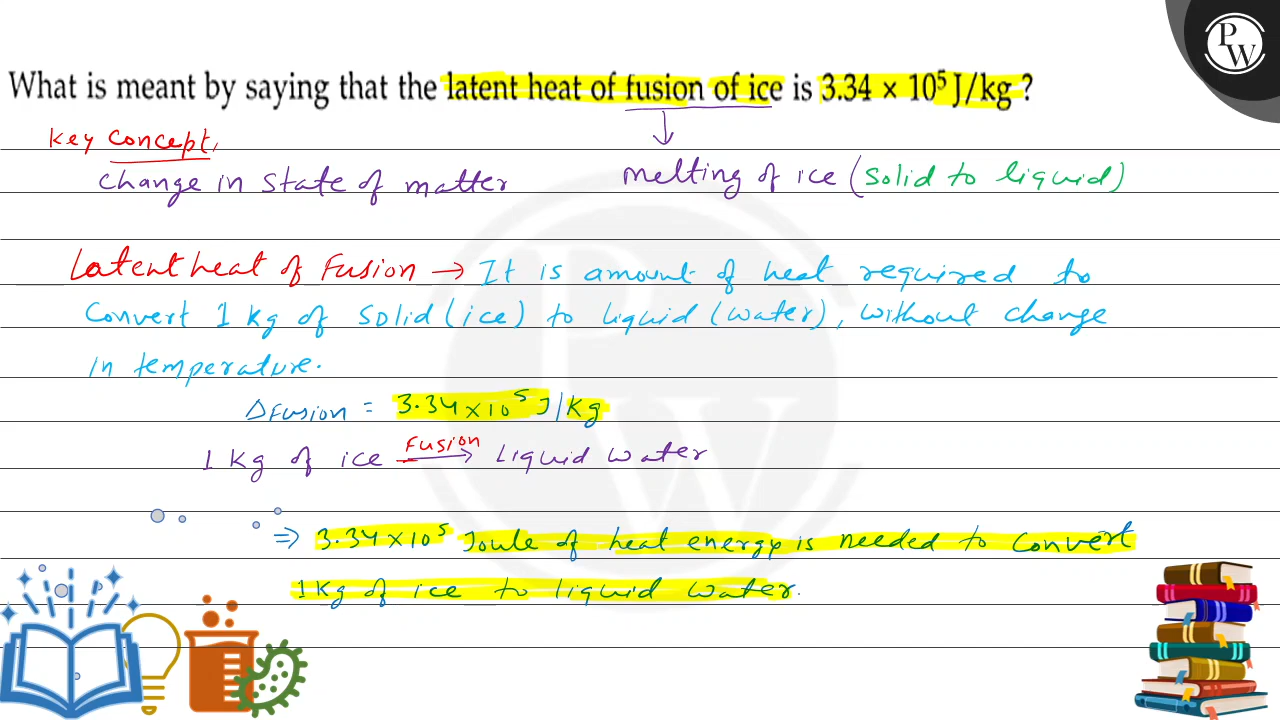 PW
What is meant by saying that the latent heat of fusion of ice is 3.34 × 10⁵ J/kg ?
Key Concept,
Change in State of matter
melting of ice (Solid to liquid)
Latent heat of Fusion → It is amount of heat required to
Convert 1 kg of solid (ice) to liquid (water), without change
in temperature.
ΔFusion = 3.34×10⁵ J/Kg
1 Kg of ice Fusion → Liquid water
⇒ 3.34×10⁵ Joule of heat energy is needed to Convert
1Kg of ice to liquid water.